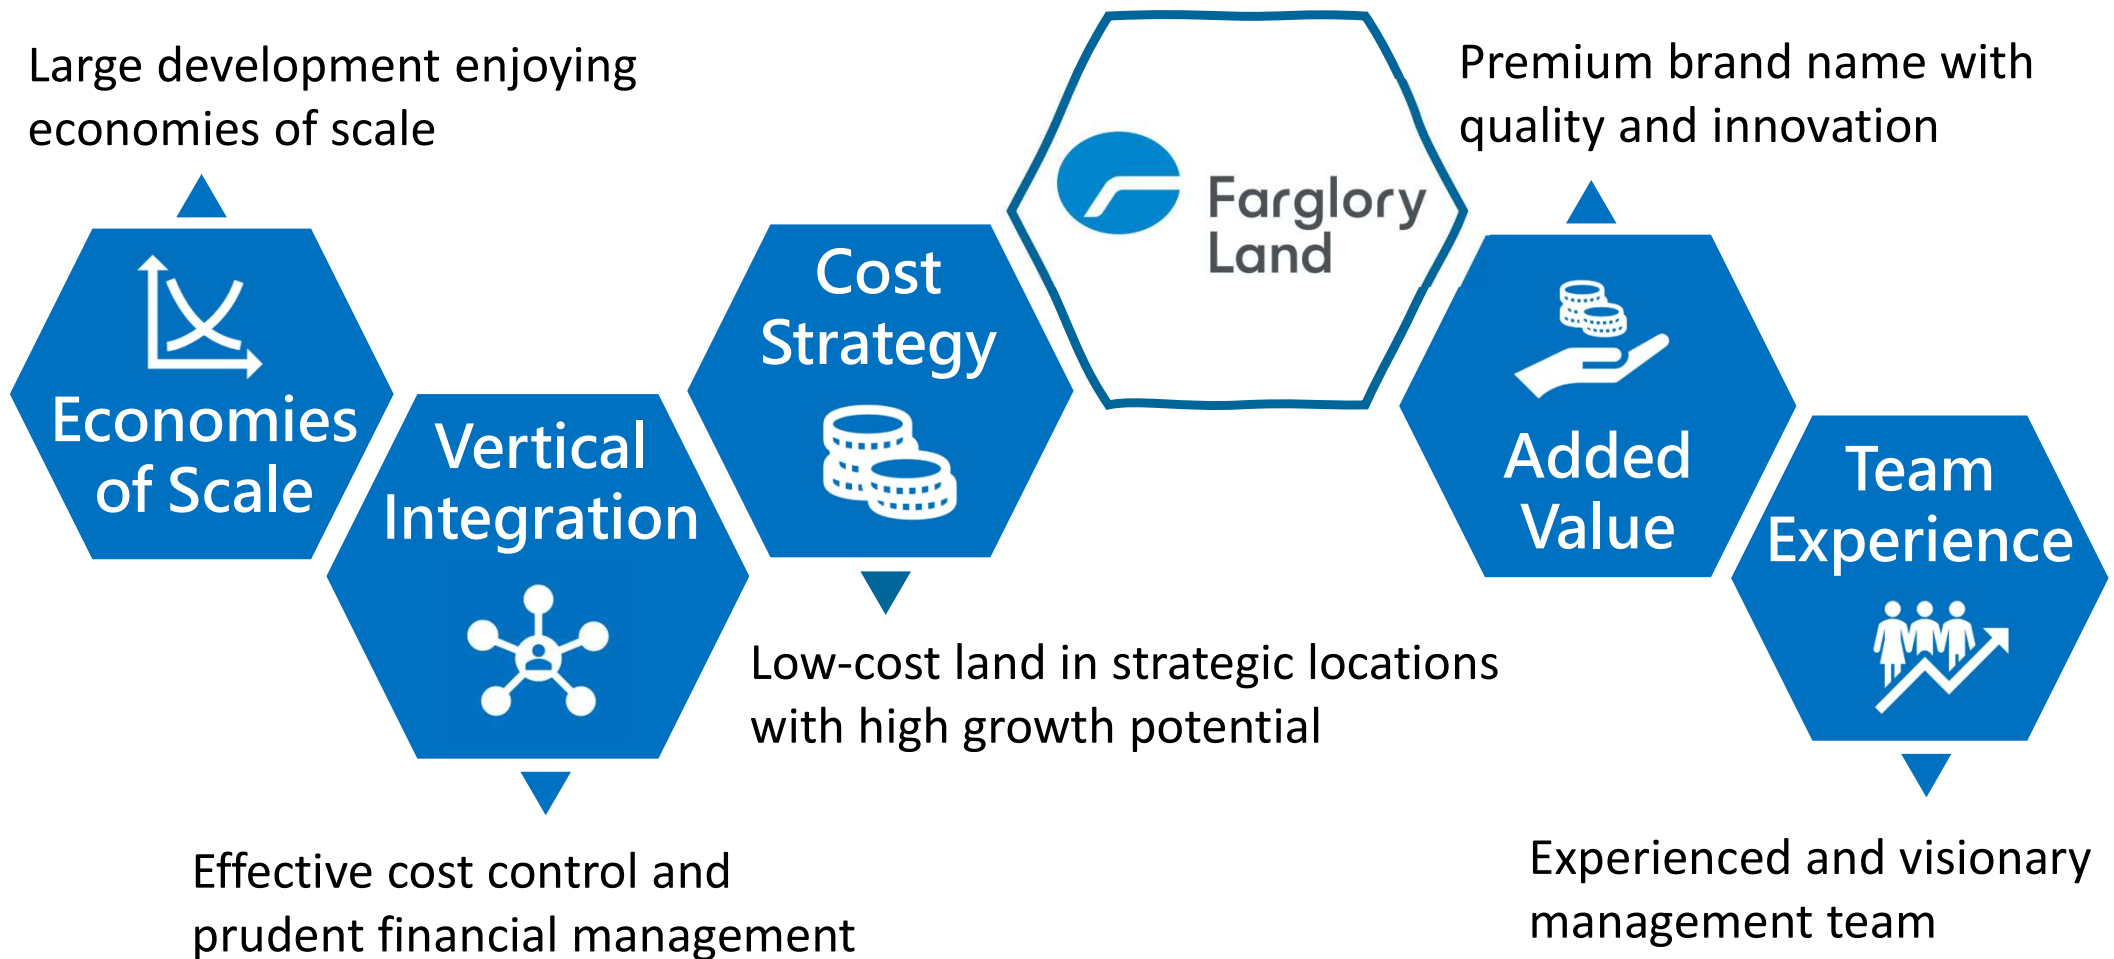 Large development enjoying
economies of scale
Economies
of Scale
Vertical
Integration
Effective cost control and
prudent financial management
Cost
Strategy
Low-cost land in strategic locations
with high growth potential
Farglory
Land
Premium brand name with
quality and innovation
Added
Value
Team
Experience
Experienced and visionary
management team